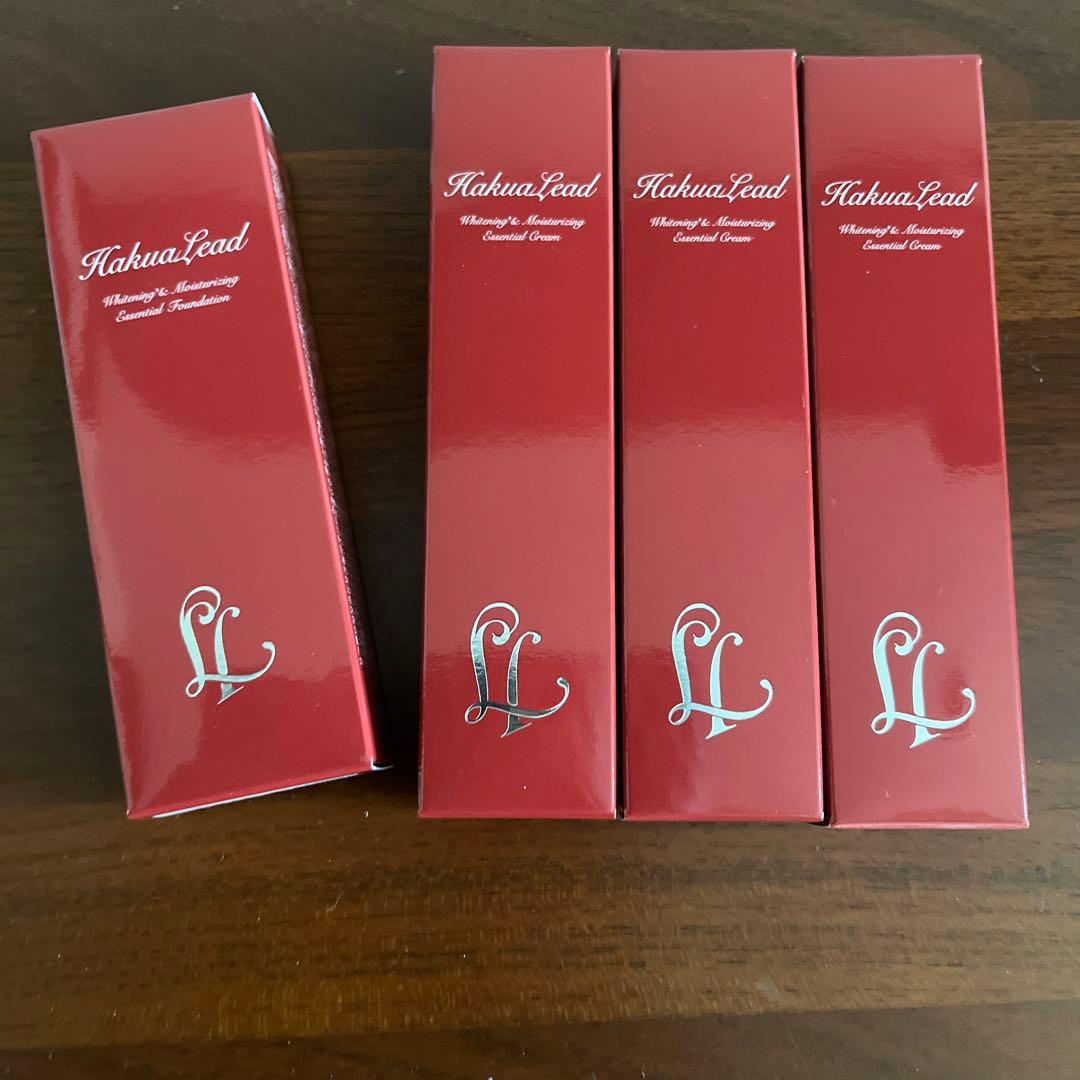 HakuaLead
Whitening*& Moisturizing
Essential Foundation
HakuaLead
Whitening*& Moisturizing
Essential Cream
HakuaLead
Whitening*& Moisturizing
Essential Cream
HakuaLead
Whitening*& Moisturizing
Essential Cream